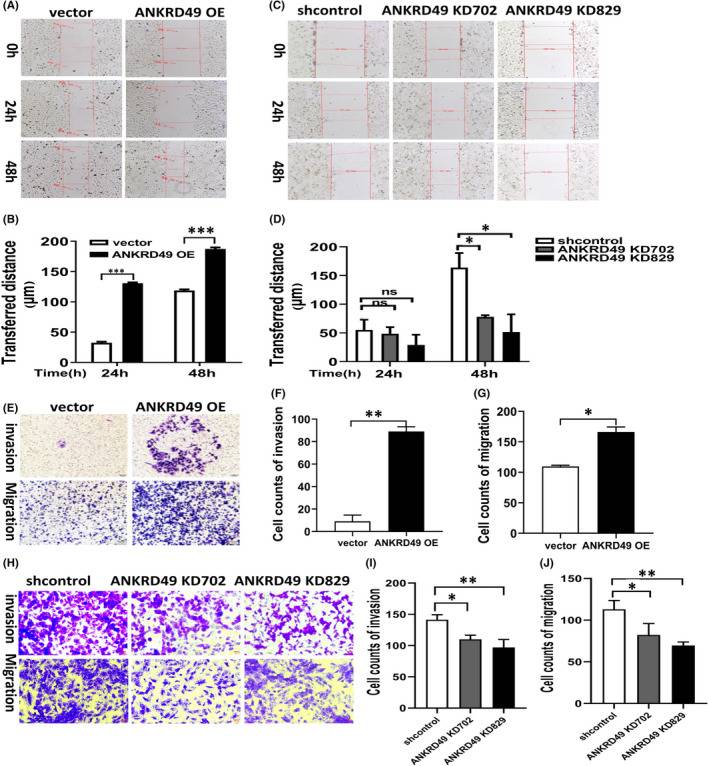 (A)
vector ANKRD49 OE
0h
24h
48h
(C)
shcontrol ANKRD49 KD702 ANKRD49 KD829
0h
24h
48h
(B)
Transferred distance (μm)
200
150
100
50
0
vector
ANKRD49 OE
***
***
Time(h) 24h 48h
(D)
Transferred distance (μm)
200
150
100
50
0
shcontrol
ANKRD49 KD702
ANKRD49 KD829
ns
ns
*
*
Time(h) 24h 48h
(E)
vector ANKRD49 OE
invasion
Migration
(F)
Cell counts of invasion
100
80
60
40
20
0
**
vector ANKRD49 OE
(G)
Cell counts of migration
200
150
100
50
0
*
vector ANKRD49 OE
(H)
shcontrol ANKRD49 KD702 ANKRD49 KD829
invasion
Migration
(I)
Cell counts of invasion
200
150
100
50
0
**
*
shcontrol
ANKRD49 KD702
ANKRD49 KD829
(J)
Cell counts of migration
150
100
50
0
**
*
shcontrol
ANKRD49 KD702
ANKRD49 KD829